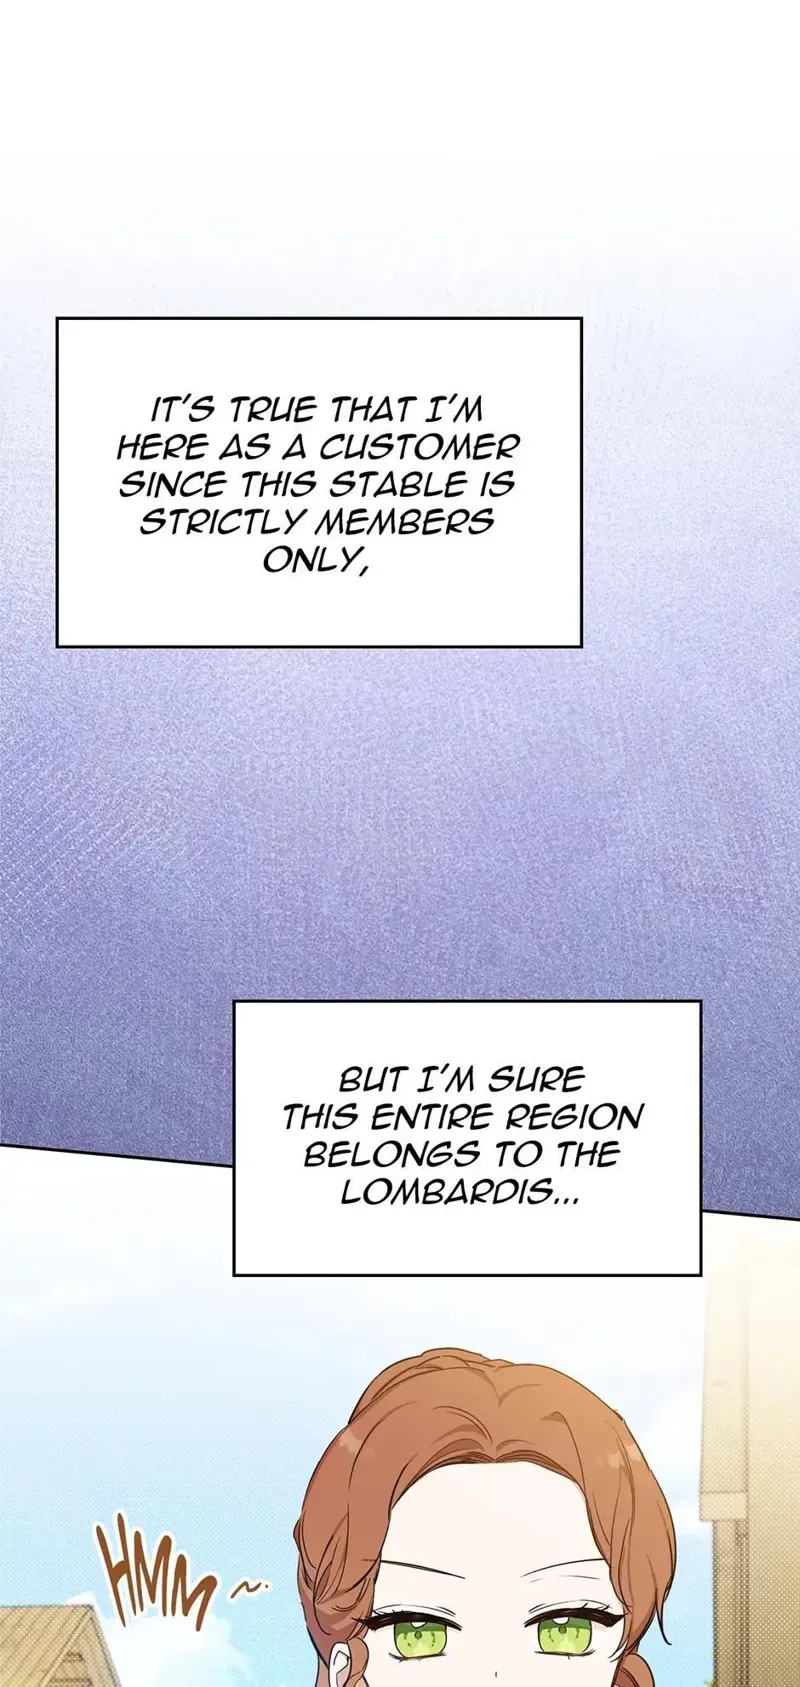 IT'S TRUE THAT I'M
HERE AS A CUSTOMER
SINCE THIS STABLE IS
STRICTLY MEMBERS
ONLY,
BUT I'M SURE
THIS ENTIRE REGION
BELONGS TO THE
LOMBARDIS...
HMM~.